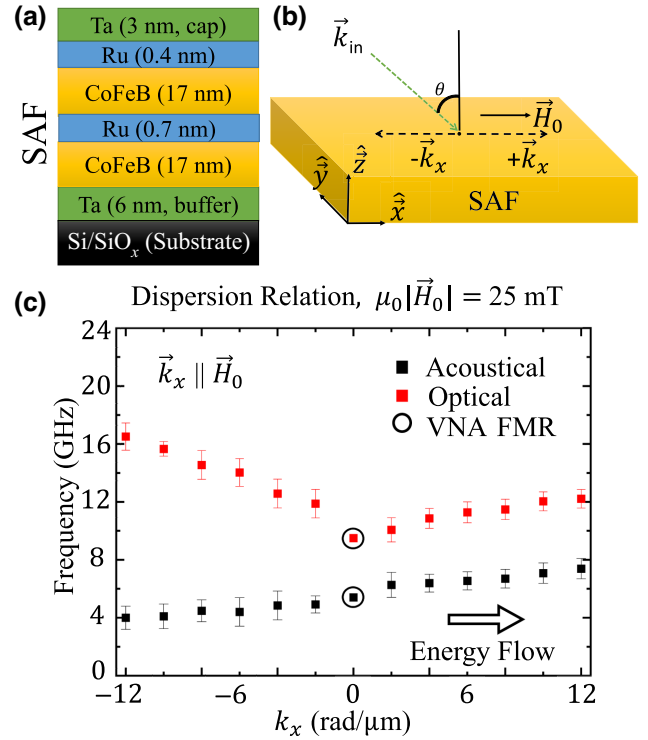 (a)
SAF
Ta (3 nm, cap)
Ru (0.4 nm)
CoFeB (17 nm)
Ru (0.7 nm)
CoFeB (17 nm)
Ta (6 nm, buffer)
Si/SiOₓ (Substrate)
(b)
k⃗ᵢₙ
θ
H⃗₀
-k⃗ₓ
+k⃗ₓ
ẑ⃗
ŷ⃗
x̂⃗
SAF
(c)
Dispersion Relation, μ₀|H⃗₀| = 25 mT
k⃗ₓ ∥ H⃗₀
Acoustical
Optical
VNA FMR
Energy Flow
Frequency (GHz)
24
20
16
12
8
4
0
-12
-6
0
6
12
kₓ (rad/μm)